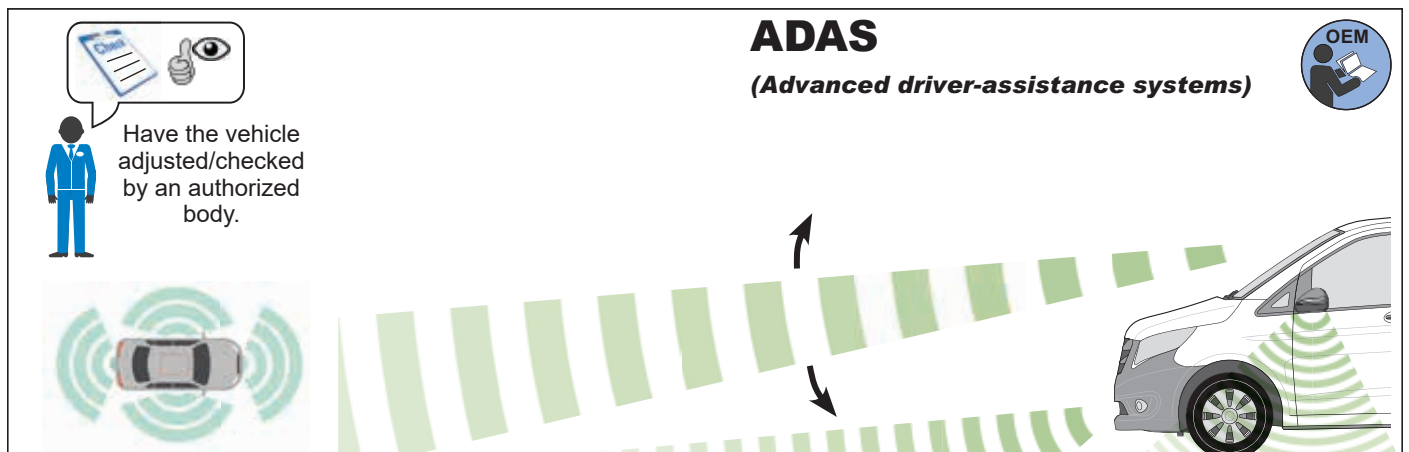 Check
ADAS
(Advanced driver-assistance systems)
OEM
Have the vehicle
adjusted/checked
by an authorized
body.